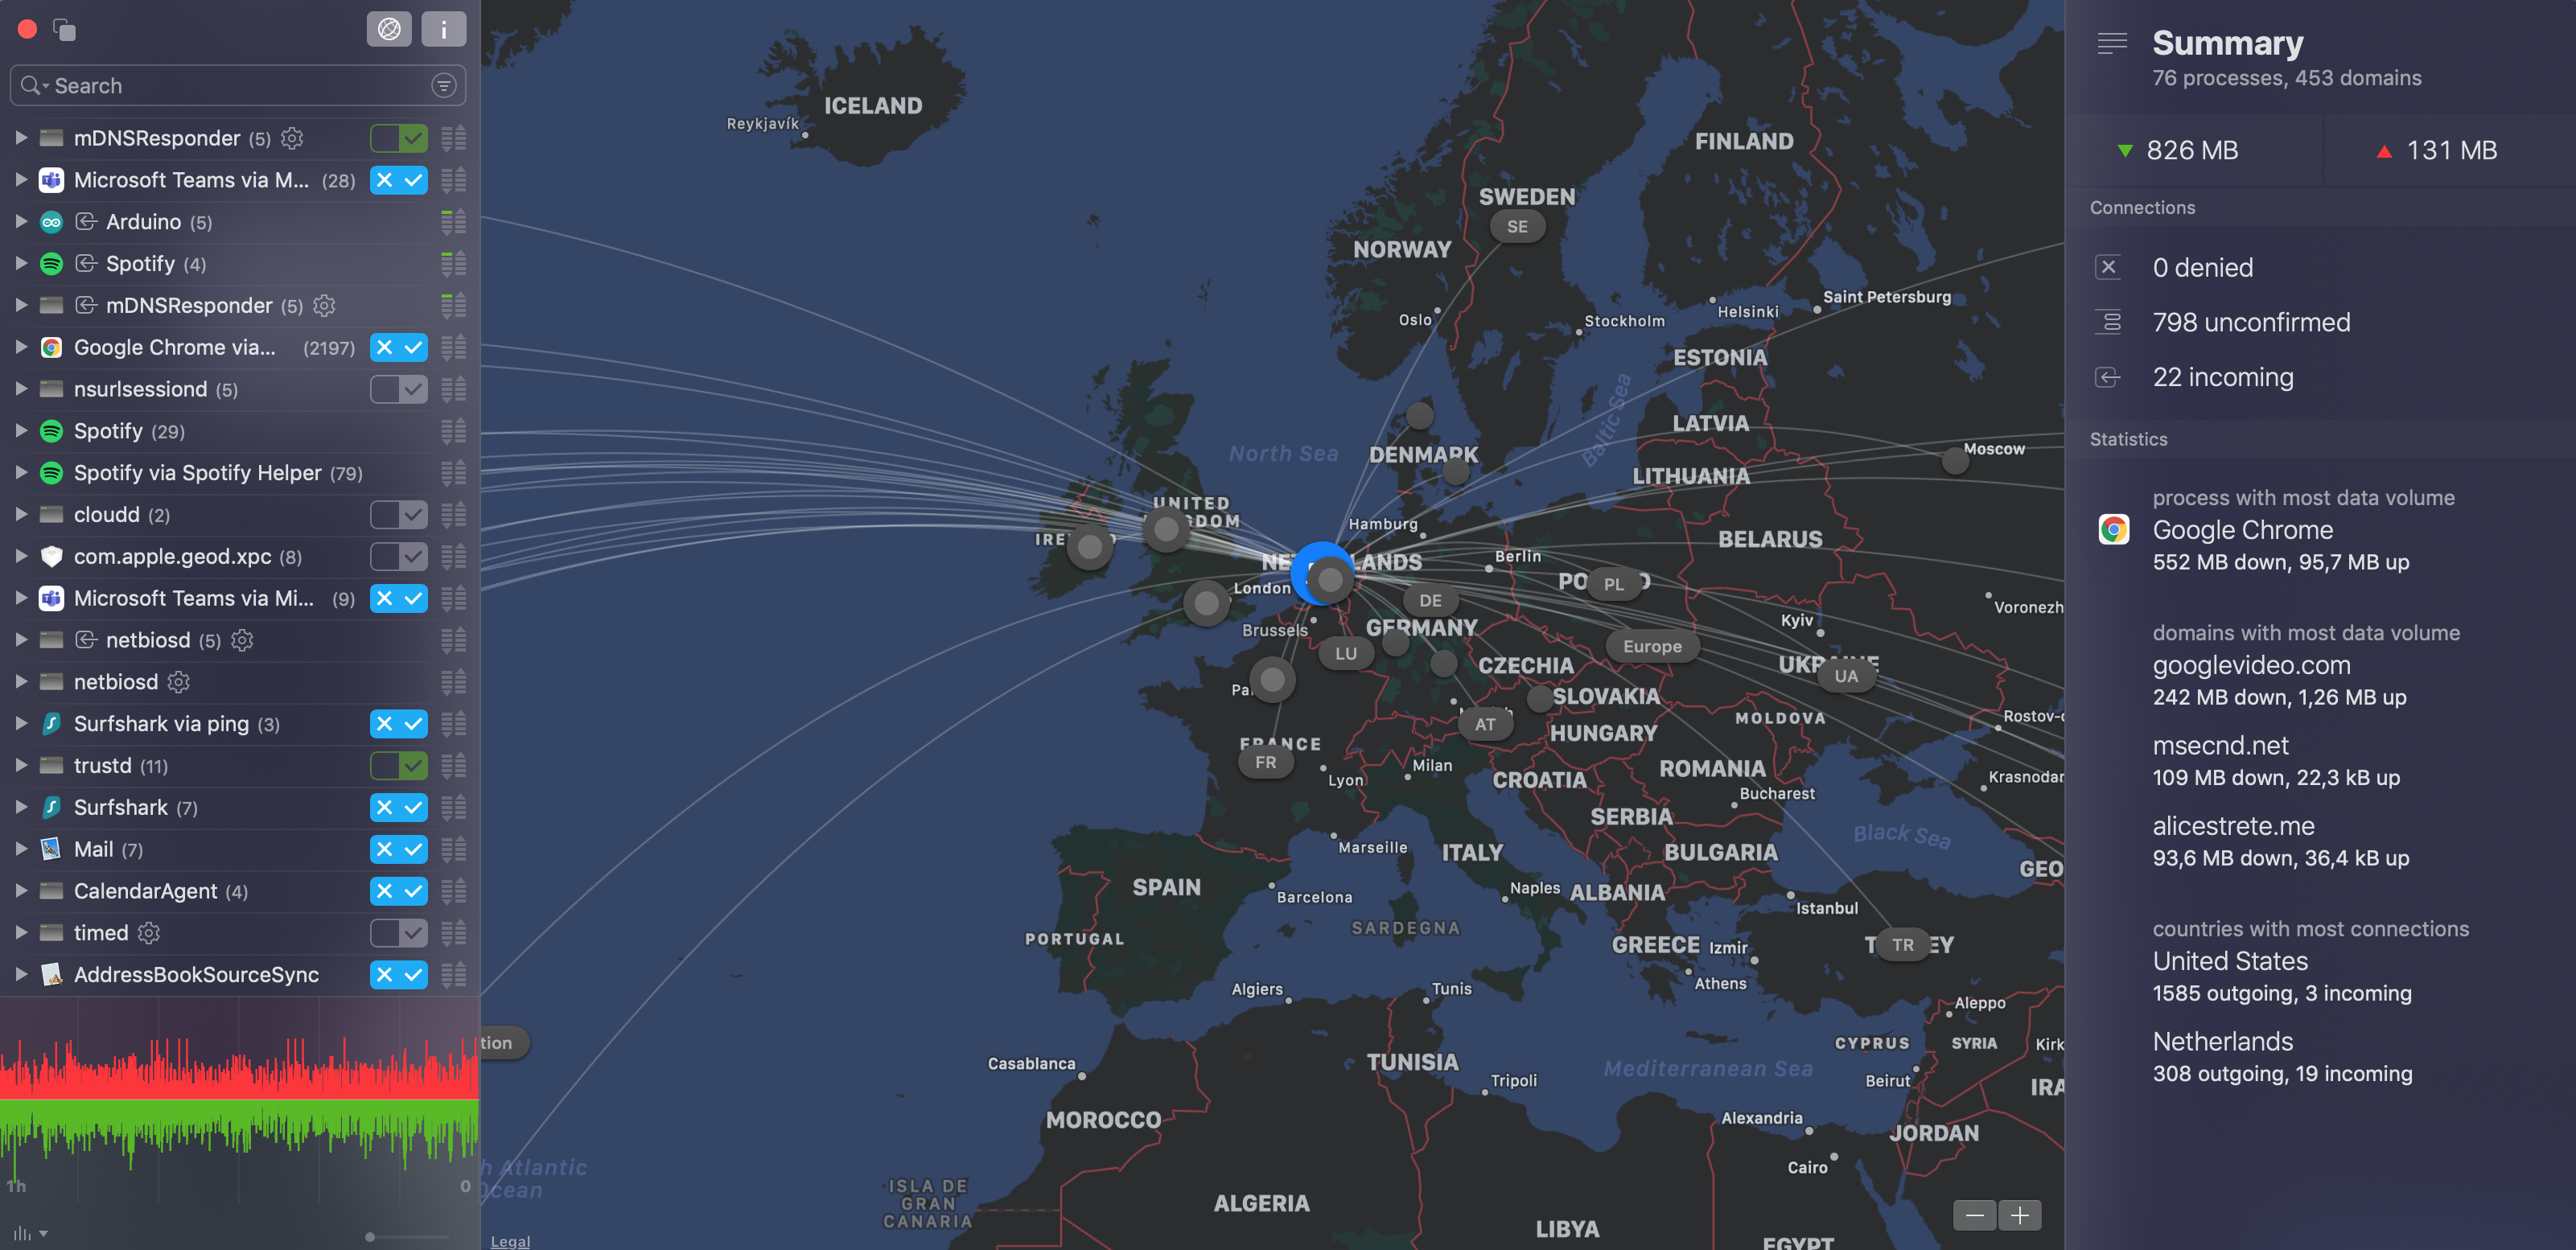 Search
mDNSResponder (5)
Microsoft Teams via M... (28)
Arduino (5)
Spotify (4)
mDNSResponder (5)
Google Chrome via... (2197)
nsurlsessiond (5)
Spotify (29)
Spotify via Spotify Helper (79)
cloudd (2)
com.apple.geod.xpc (8)
Microsoft Teams via Mi... (9)
netbiosd (5)
netbiosd
Surfshark via ping (3)
trustd (11)
Surfshark (7)
Mail (7)
CalendarAgent (4)
timed
AddressBookSourceSync
1h
0
ICELAND
Reykjavík
FINLAND
SWEDEN
SE
NORWAY
Saint Petersburg
Helsinki
Oslo
Stockholm
ESTONIA
Baltic Sea
LATVIA
North Sea
DENMARK
Moscow
LITHUANIA
UNITED
Hamburg
BELARUS
Berlin
London
DE
PL
Voronezh
Brussels
GERMANY
Kyiv
LU
Europe
CZECHIA
UKRAINE
UA
SLOVAKIA
AT
MOLDOVA
Rostov-
HUNGARY
FRANCE
FR
Lyon
Milan
CROATIA
ROMANIA
Krasnodar
Bucharest
SERBIA
Black Sea
Marseille
ITALY
BULGARIA
GEO
SPAIN
Barcelona
Naples
ALBANIA
Istanbul
SARDEGNA
PORTUGAL
GREECE
Izmir
TR
Athens
Algiers
Tunis
Aleppo
tion
CYPRUS
SYRIA
Kirk
Casablanca
TUNISIA
Mediterranean Sea
Tripoli
Beirut
IRA
MOROCCO
Alexandria
JORDAN
Cairo
h Atlantic
Ocean
ISLA DE
GRAN
CANARIA
ALGERIA
LIBYA
EGYPT
Legal
Summary
76 processes, 453 domains
826 MB
131 MB
Connections
0 denied
798 unconfirmed
22 incoming
Statistics
process with most data volume
Google Chrome
552 MB down, 95,7 MB up
domains with most data volume
googlevideo.com
242 MB down, 1,26 MB up
msecnd.net
109 MB down, 22,3 kB up
alicestrete.me
93,6 MB down, 36,4 kB up
countries with most connections
United States
1585 outgoing, 3 incoming
Netherlands
308 outgoing, 19 incoming